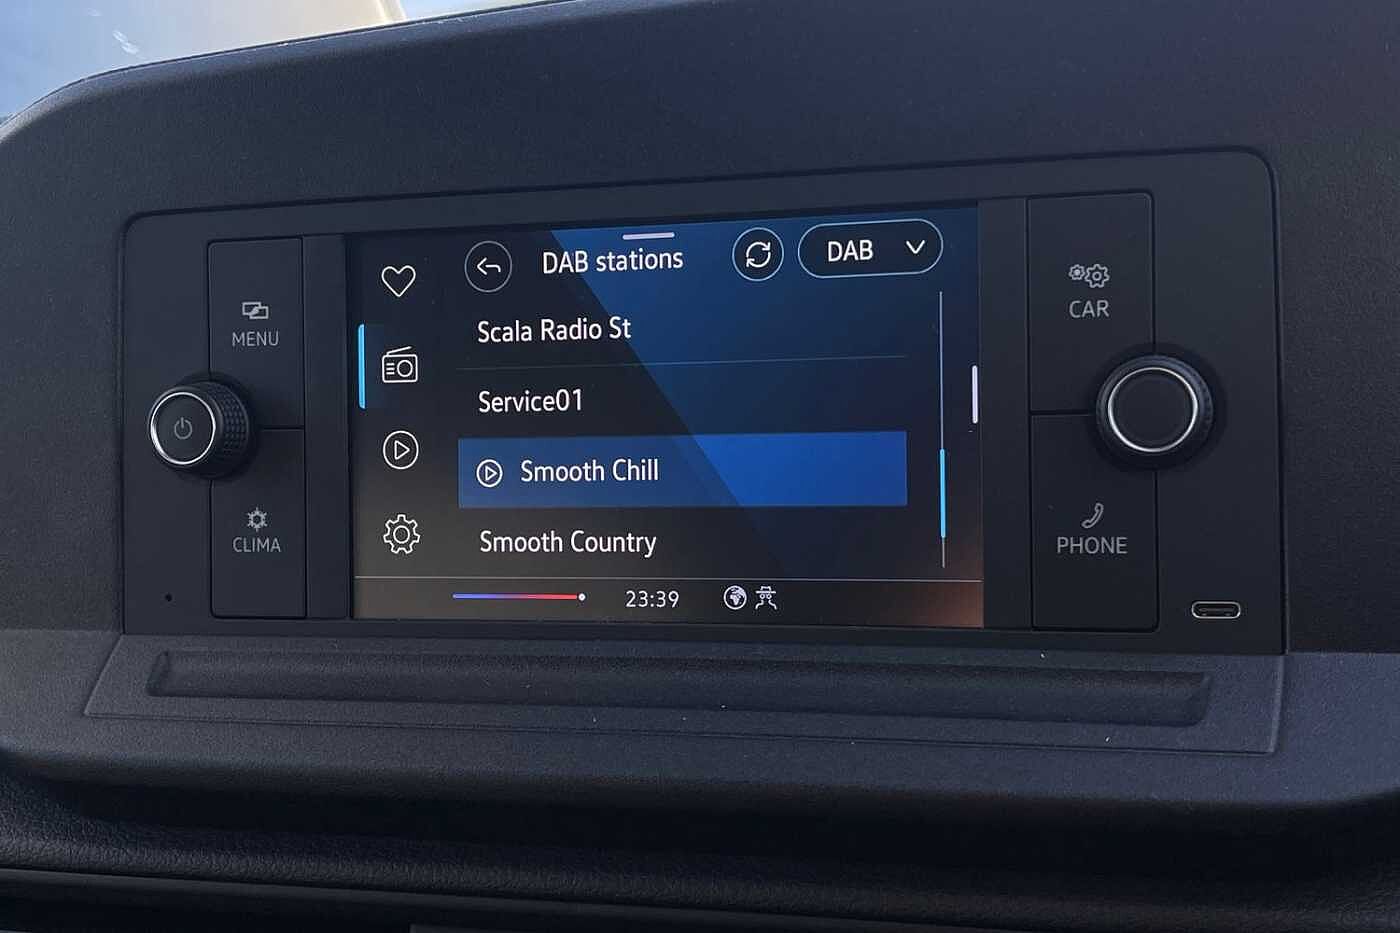 DAB stations
DAB
Scala Radio St
Service01
Smooth Chill
Smooth Country
23:39
MENU
CLIMA
CAR
PHONE